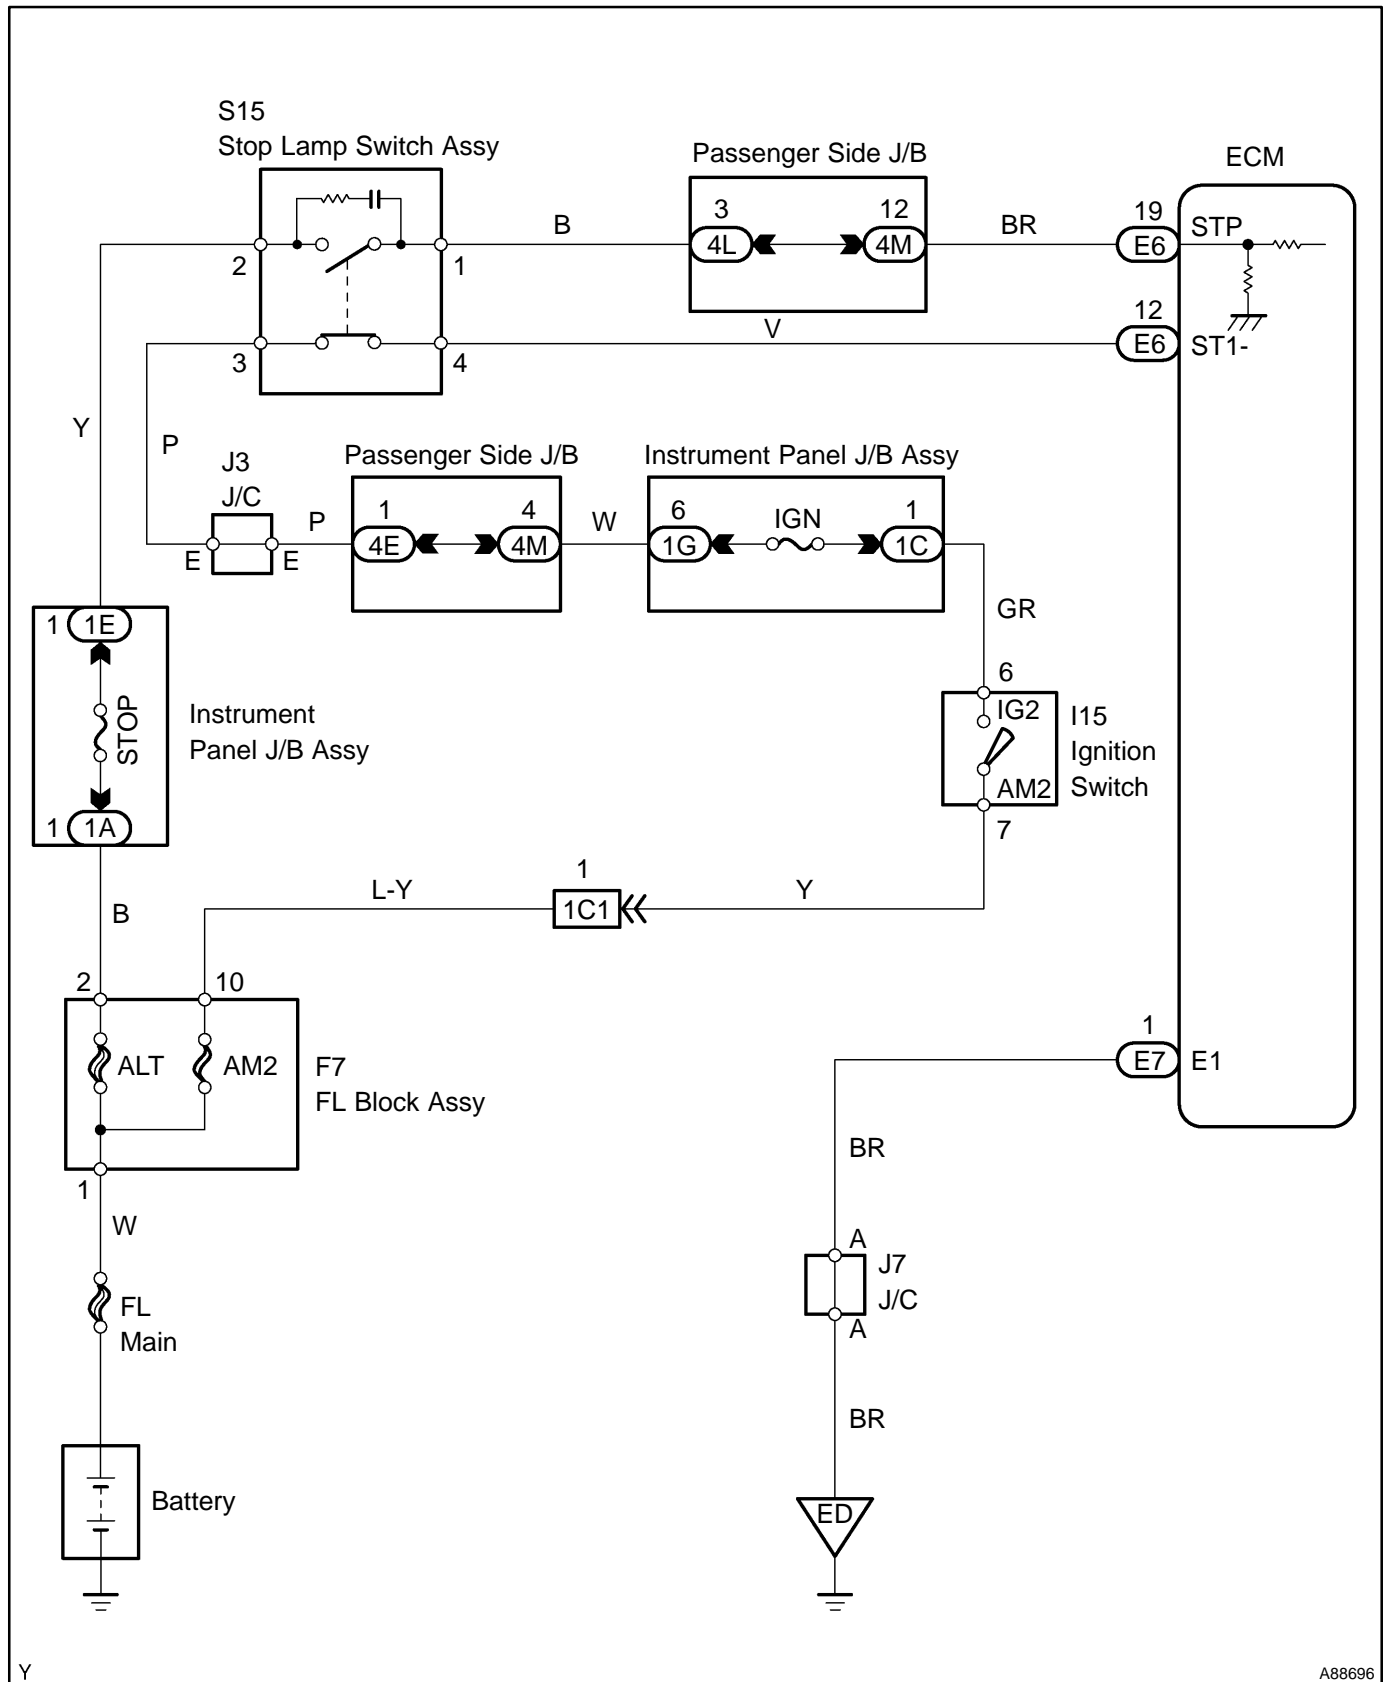 S15
Stop Lamp Switch Assy
Passenger Side J/B
ECM
2
1
3
4
B
3
4L
12
4M
BR
19
E6
STP
V
12
E6
ST1-
Y
P
J3
J/C
E
E
P
Passenger Side J/B
1
4E
4
4M
W
Instrument Panel J/B Assy
6
1G
IGN
1
1C
GR
1
1E
STOP
1
1A
Instrument
Panel J/B Assy
6
IG2
AM2
7
I15
Ignition
Switch
B
L-Y
1
1C1
Y
2
10
ALT
AM2
1
F7
FL Block Assy
1
E7
E1
BR
W
A
J7
J/C
A
FL
Main
BR
Battery
ED
Y
A88696